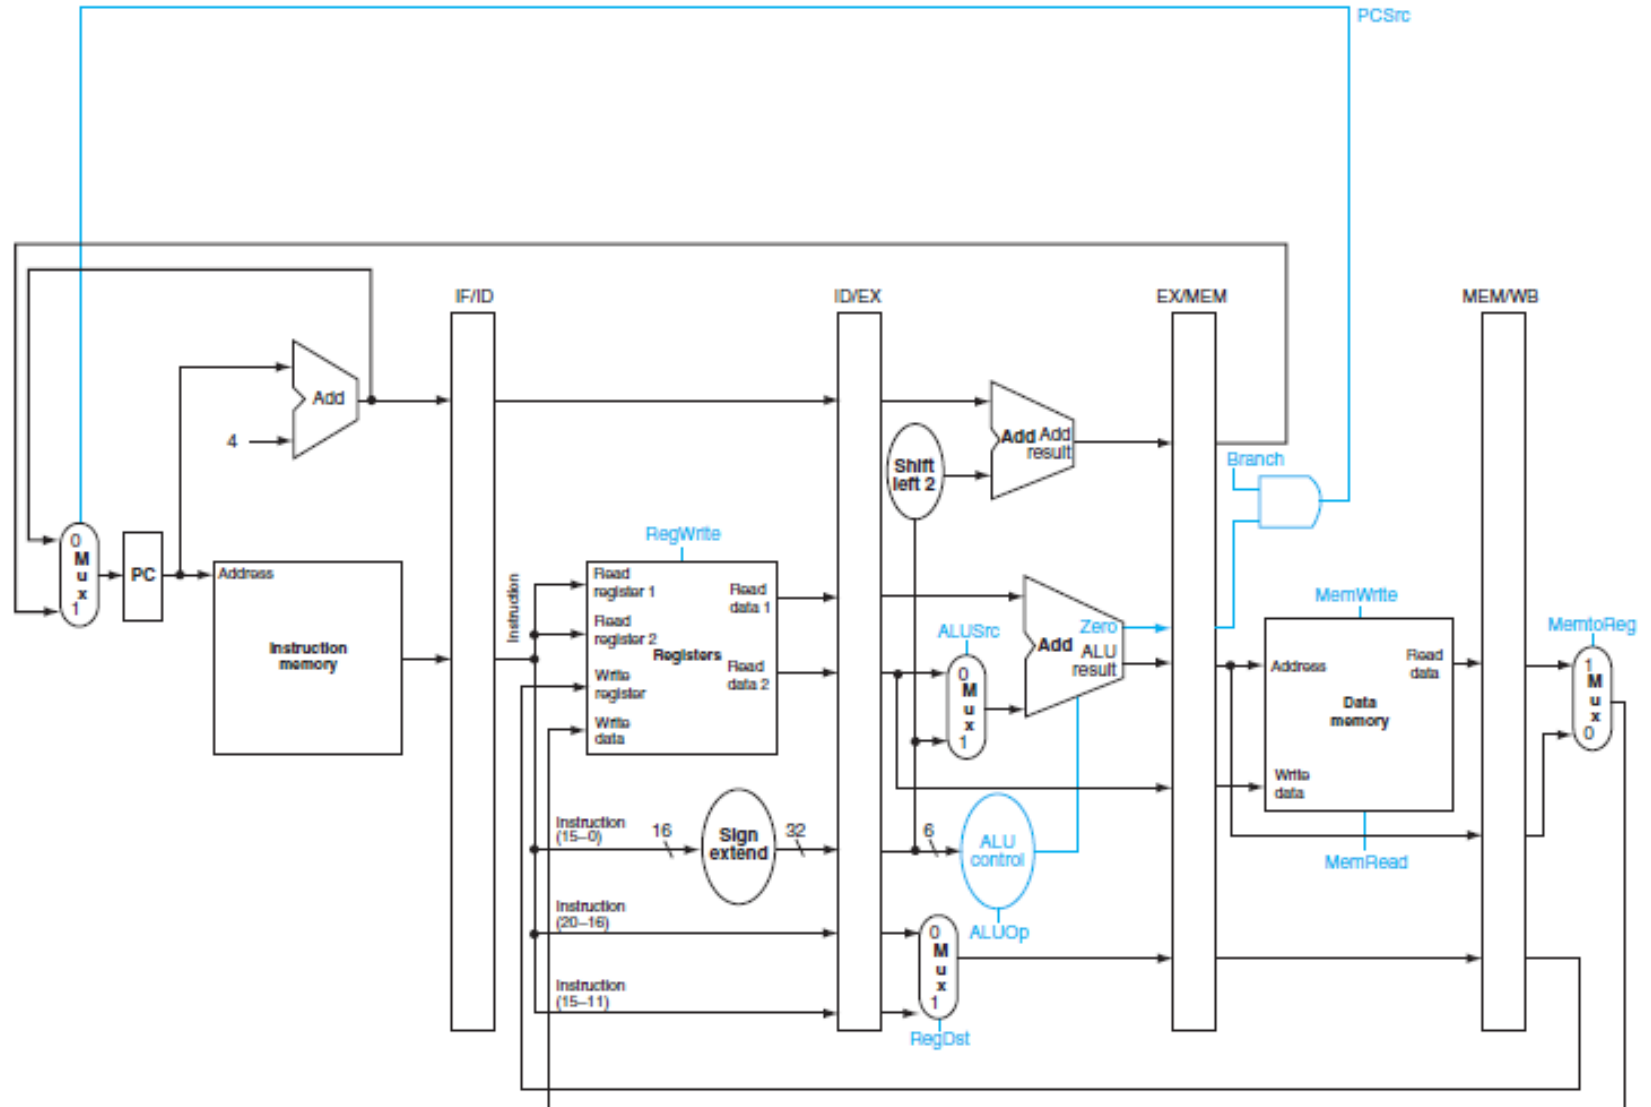 PCSrc
IF/ID
ID/EX
EX/MEM
MEM/WB
Add
4
Shift
left 2
Add Add
result
Branch
0
M
u
x
1
PC
Address
Instruction
memory
Instruction
RegWrite
Read
register 1
Read
register 2
Write
register
Write
data
Registers
Read
data 1
Read
data 2
ALUSrc
0
M
u
x
1
Zero
Add ALU
result
MemWrite
Address
Read
data
Data
memory
Write
data
MemRead
MemtoReg
1
M
u
x
0
Instruction
(15–0)
16
Sign
extend
32
6
ALU
control
ALUOp
Instruction
(20–16)
Instruction
(15–11)
0
M
u
x
1
RegDst